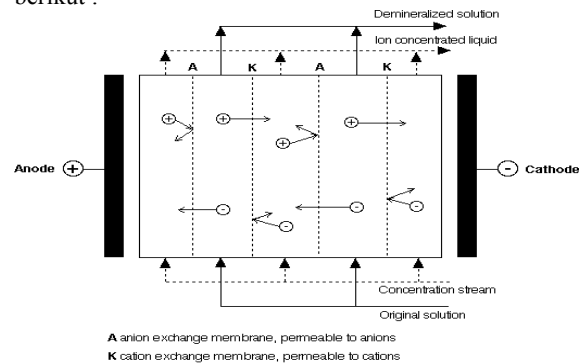 berikut :
Demineralized solution
Ion concentrated liquid
A K A K
+ + + +
Anode + - Cathode
- - - -
Concentration stream
Original solution
A anion exchange membrane, permeable to anions
K cation exchange membrane, permeable to cations